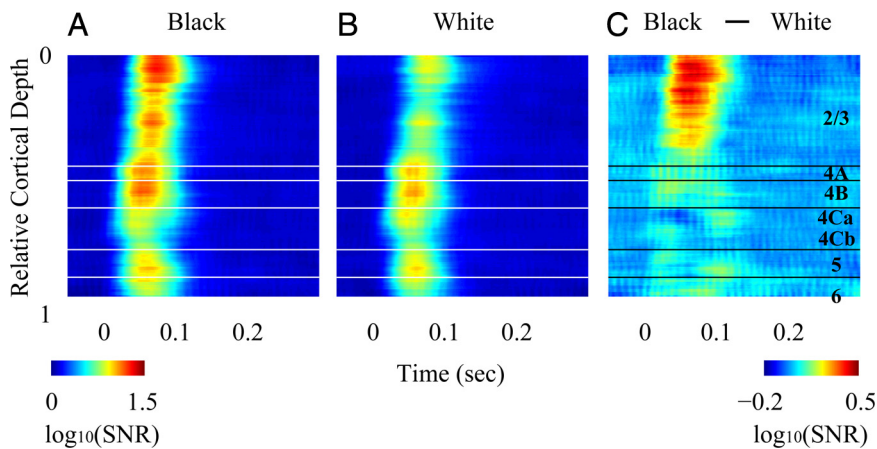 A Black B White C Black — White
0
Relative Cortical Depth
1
2/3
4A
4B
4Ca
4Cb
5
6
0 0.1 0.2 0 0.1 0.2 0 0.1 0.2
Time (sec)
0 1.5 −0.2 0.5
log10(SNR) log10(SNR)